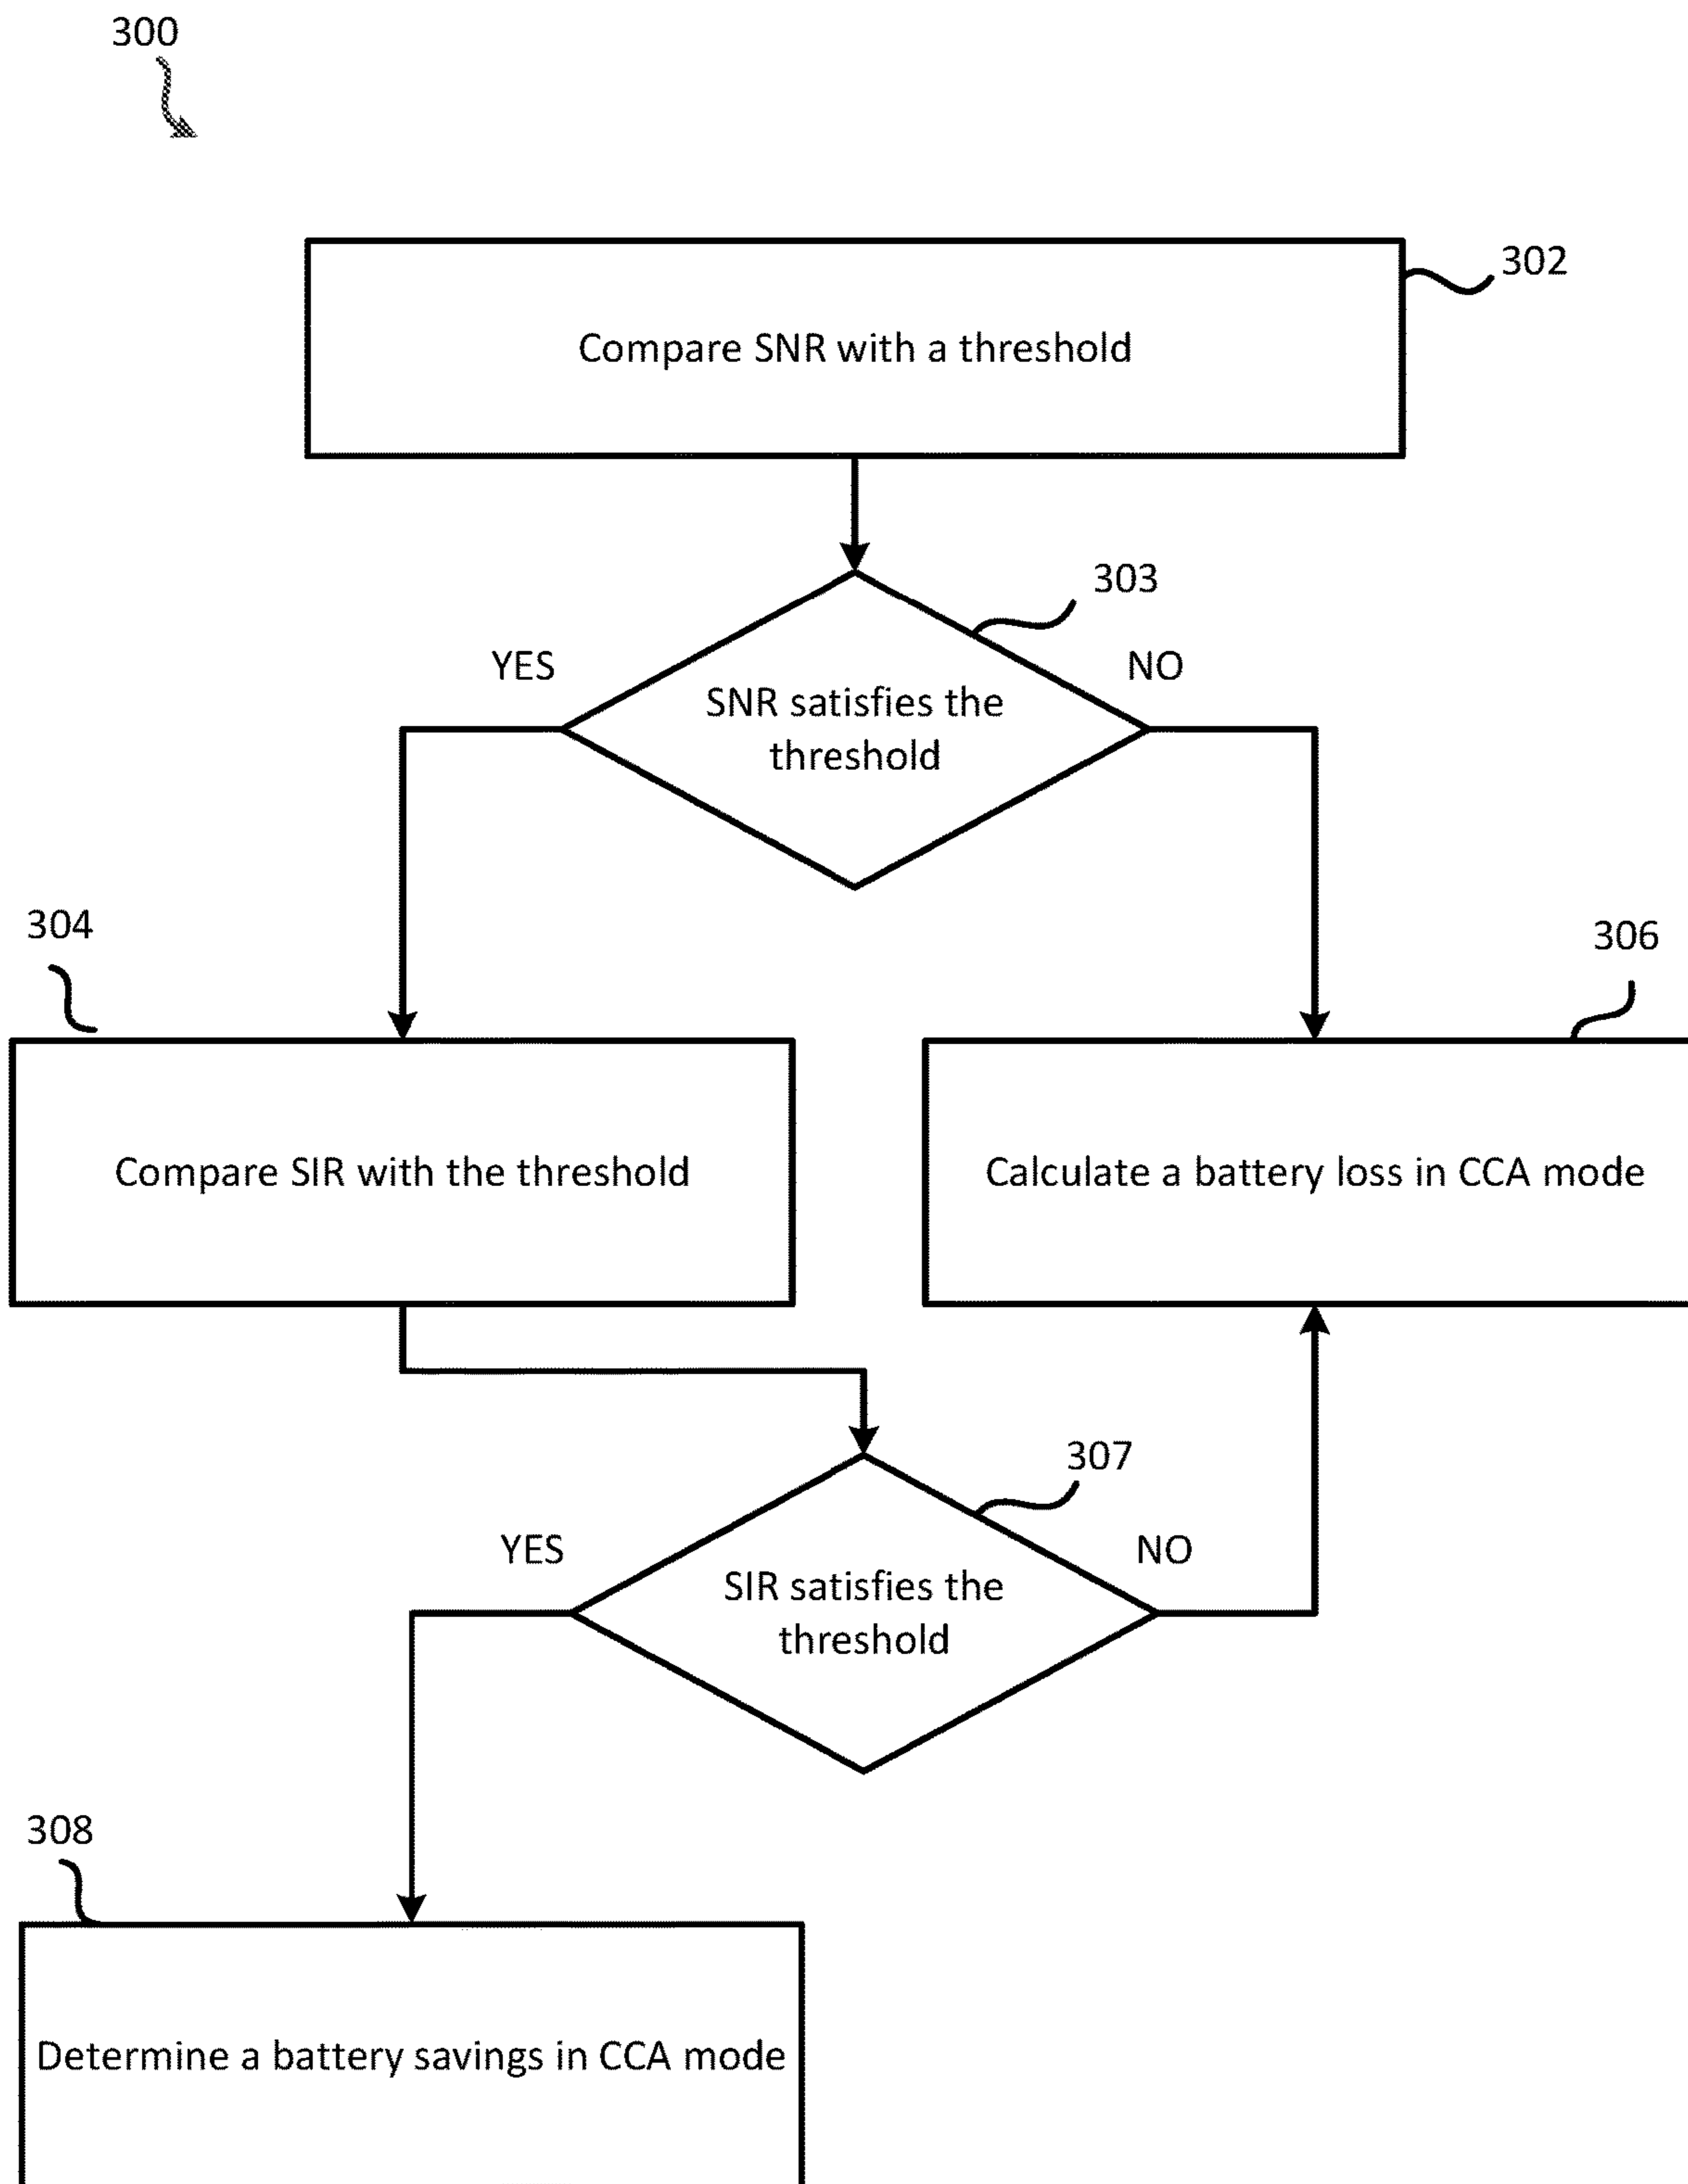 300
302
Compare SNR with a threshold
303
YES
NO
SNR satisfies the
threshold
304
306
Compare SIR with the threshold
Calculate a battery loss in CCA mode
307
YES
NO
SIR satisfies the
threshold
308
Determine a battery savings in CCA mode